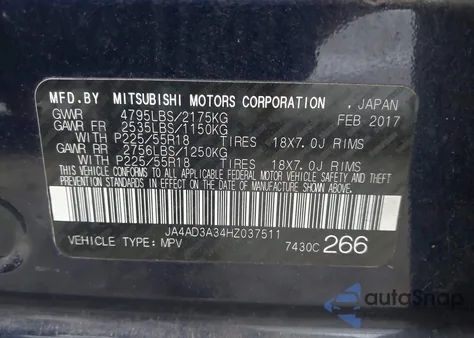 MFD.BY MITSUBISHI MOTORS CORPORATION , JAPAN
GVWR 4795LBS/2175KG FEB 2017
GAWR FR 2535LBS/1150KG
WITH P225/55R18 TIRES 18X7.0J RIMS
GAWR RR 2756LBS/1250KG
WITH P225/55R18 TIRES 18X7.0J RIMS
THIS VEHICLE CONFORMS TO ALL APPLICABLE FEDERAL MOTOR VEHICLE SAFETY AND THEFT
PREVENTION STANDARDS IN EFFECT ON THE DATE OF MANUFACTURE SHOWN ABOVE.
JA4AD3A34HZ037511
VEHICLE TYPE: MPV 7430C 266
autoSnap